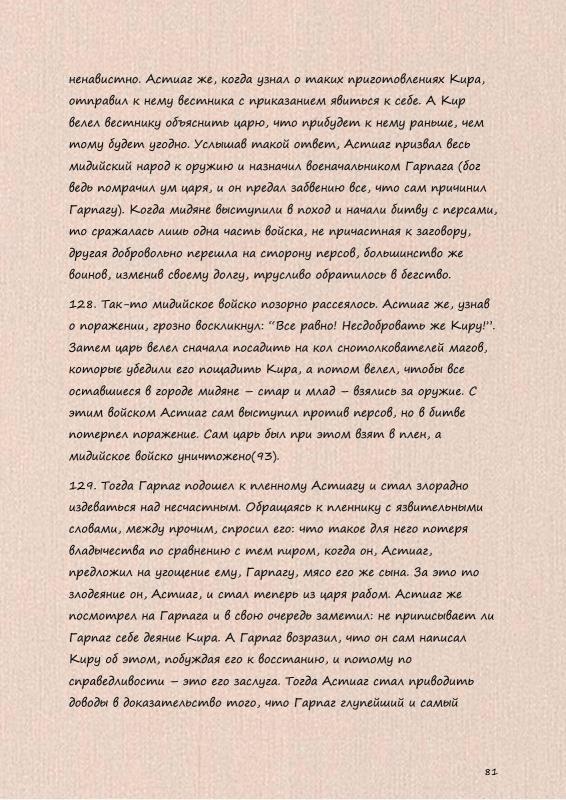 ненавистно. Астиаг же, когда узнал о таких приготовлениях Кира,
отправил к нему вестника с приказанием явиться к себе. А Кир
велел вестнику объяснить царю, что прибудет к нему раньше, чем
тому будет угодно. Услышав такой ответ, Астиаг призвал весь
мидийский народ к оружию и назначил военачальником Гарпага (бог
ведь помрачил ум царя, и он предал забвению все, что сам причинил
Гарпагу). Когда мидяне выступили в поход и начали битву с персами,
то сражалась лишь одна часть войска, не причастная к заговору,
другая добровольно перешла на сторону персов, большинство же
воинов, изменив своему долгу, трусливо обратилось в бегство.
128. Так-то мидийское войско позорно рассеялось. Астиаг же, узнав
о поражении, грозно воскликнул: “Все равно! Несдобровать же Киру!”.
Затем царь велел сначала посадить на кол снотолкователей магов,
которые убедили его пощадить Кира, а потом велел, чтобы все
оставшиеся в городе мидяне – стар и млад – взялись за оружие. С
этим войском Астиаг сам выступил против персов, но в битве
потерпел поражение. Сам царь был при этом взят в плен, а
мидийское войско уничтожено(93).
129. Тогда Гарпаг подошел к пленному Астиагу и стал злорадно
издеваться над несчастным. Обращаясь к пленнику с язвительными
словами, между прочим, спросил его: что такое для него потеря
владычества по сравнению с тем пиром, когда он, Астиаг,
предложил на угощение ему, Гарпагу, мясо его же сына. За это то
злодеяние он, Астиаг, и стал теперь из царя рабом. Астиаг же
посмотрел на Гарпага и в свою очередь заметил: не приписывает ли
Гарпаг себе деяние Кира. А Гарпаг возразил, что он сам написал
Киру об этом, побуждая его к восстанию, и потому по
справедливости – это его заслуга. Тогда Астиаг стал приводить
доводы в доказательство того, что Гарпаг глупейший и самый
81